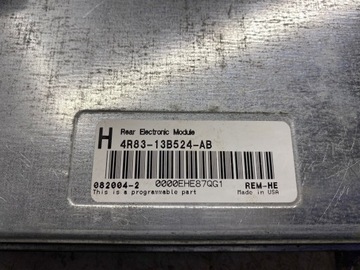 H Rear Electronic Module
4R83-13B524-AB
082004-2 0000EHE87QG1 REM-HE
This is a programmable part Made in USA